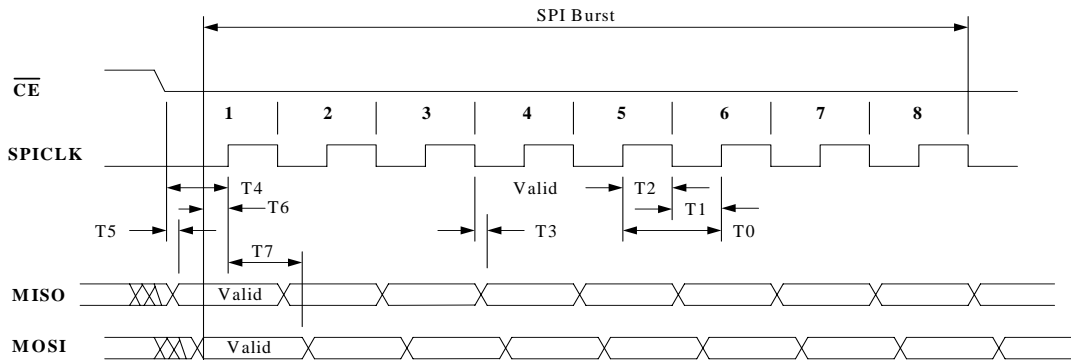 SPI Burst
CE
1 2 3 4 5 6 7 8
SPICLK
T4 Valid T2
T6 T1
T5 T3 T0
T7
MISO Valid
MOSI Valid